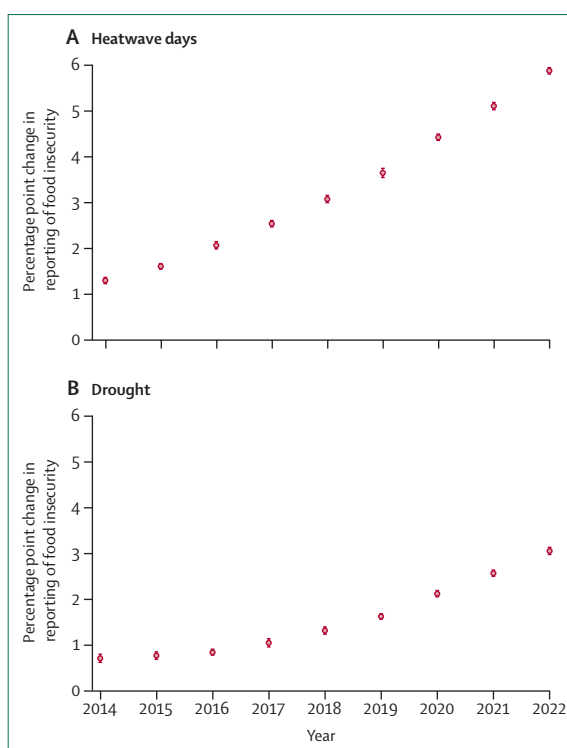 A Heatwave days
6
5
4
3
2
1
0
Percentage point change in
reporting of food insecurity
B Drought
6
5
4
3
2
1
0
Percentage point change in
reporting of food insecurity
2014 2015 2016 2017 2018 2019 2020 2021 2022
Year